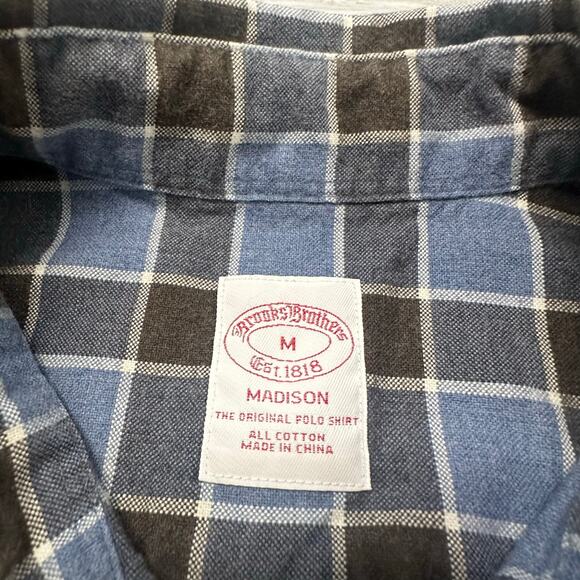 Brooks Brothers
M
Est. 1818
MADISON
THE ORIGINAL POLO SHIRT
ALL COTTON
MADE IN CHINA